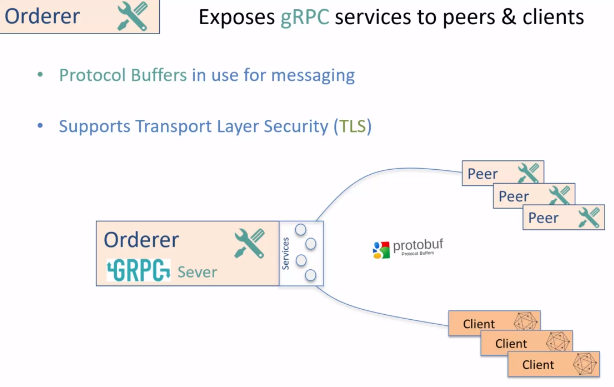 Orderer
Exposes gRPC services to peers & clients
• Protocol Buffers in use for messaging
• Supports Transport Layer Security (TLS)
Peer
Peer
Peer
Orderer
GRPC Sever
Services
protobuf
Protocol Buffers
Client
Client
Client